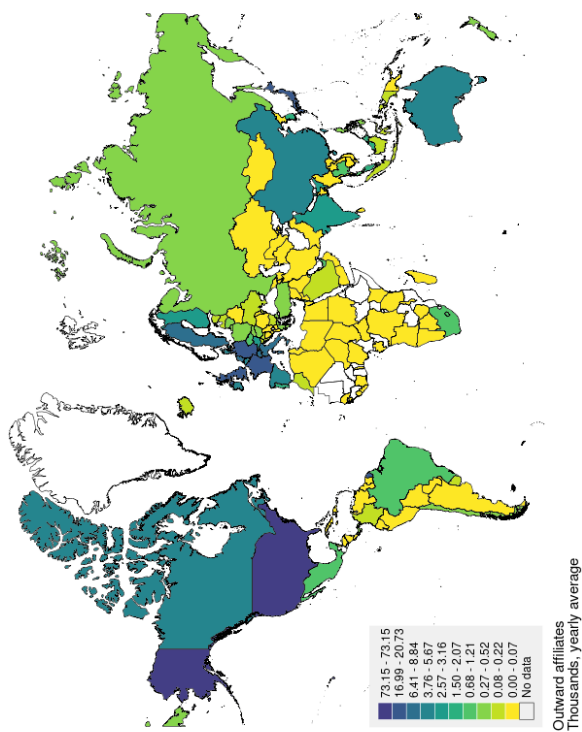 73.15 - 73.15
16.99 - 20.73
6.41 - 8.84
3.76 - 5.67
2.57 - 3.16
1.50 - 2.07
0.68 - 1.21
0.27 - 0.52
0.08 - 0.22
0.00 - 0.07
No data
Outward affiliates
Thousands, yearly average